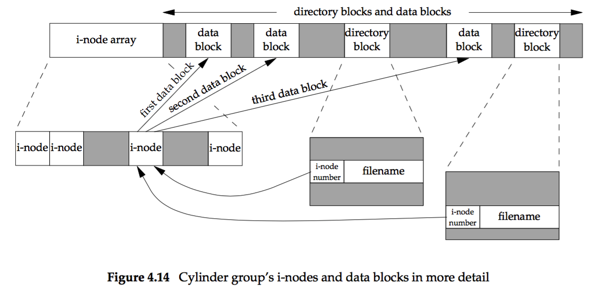 directory blocks and data blocks
i-node array
data
block
data
block
directory
block
data
block
directory
block
first data block
second data block
third data block
i-node
i-node
i-node
i-node
i-node
number
filename
i-node
number
filename
Figure 4.14 Cylinder group's i-nodes and data blocks in more detail